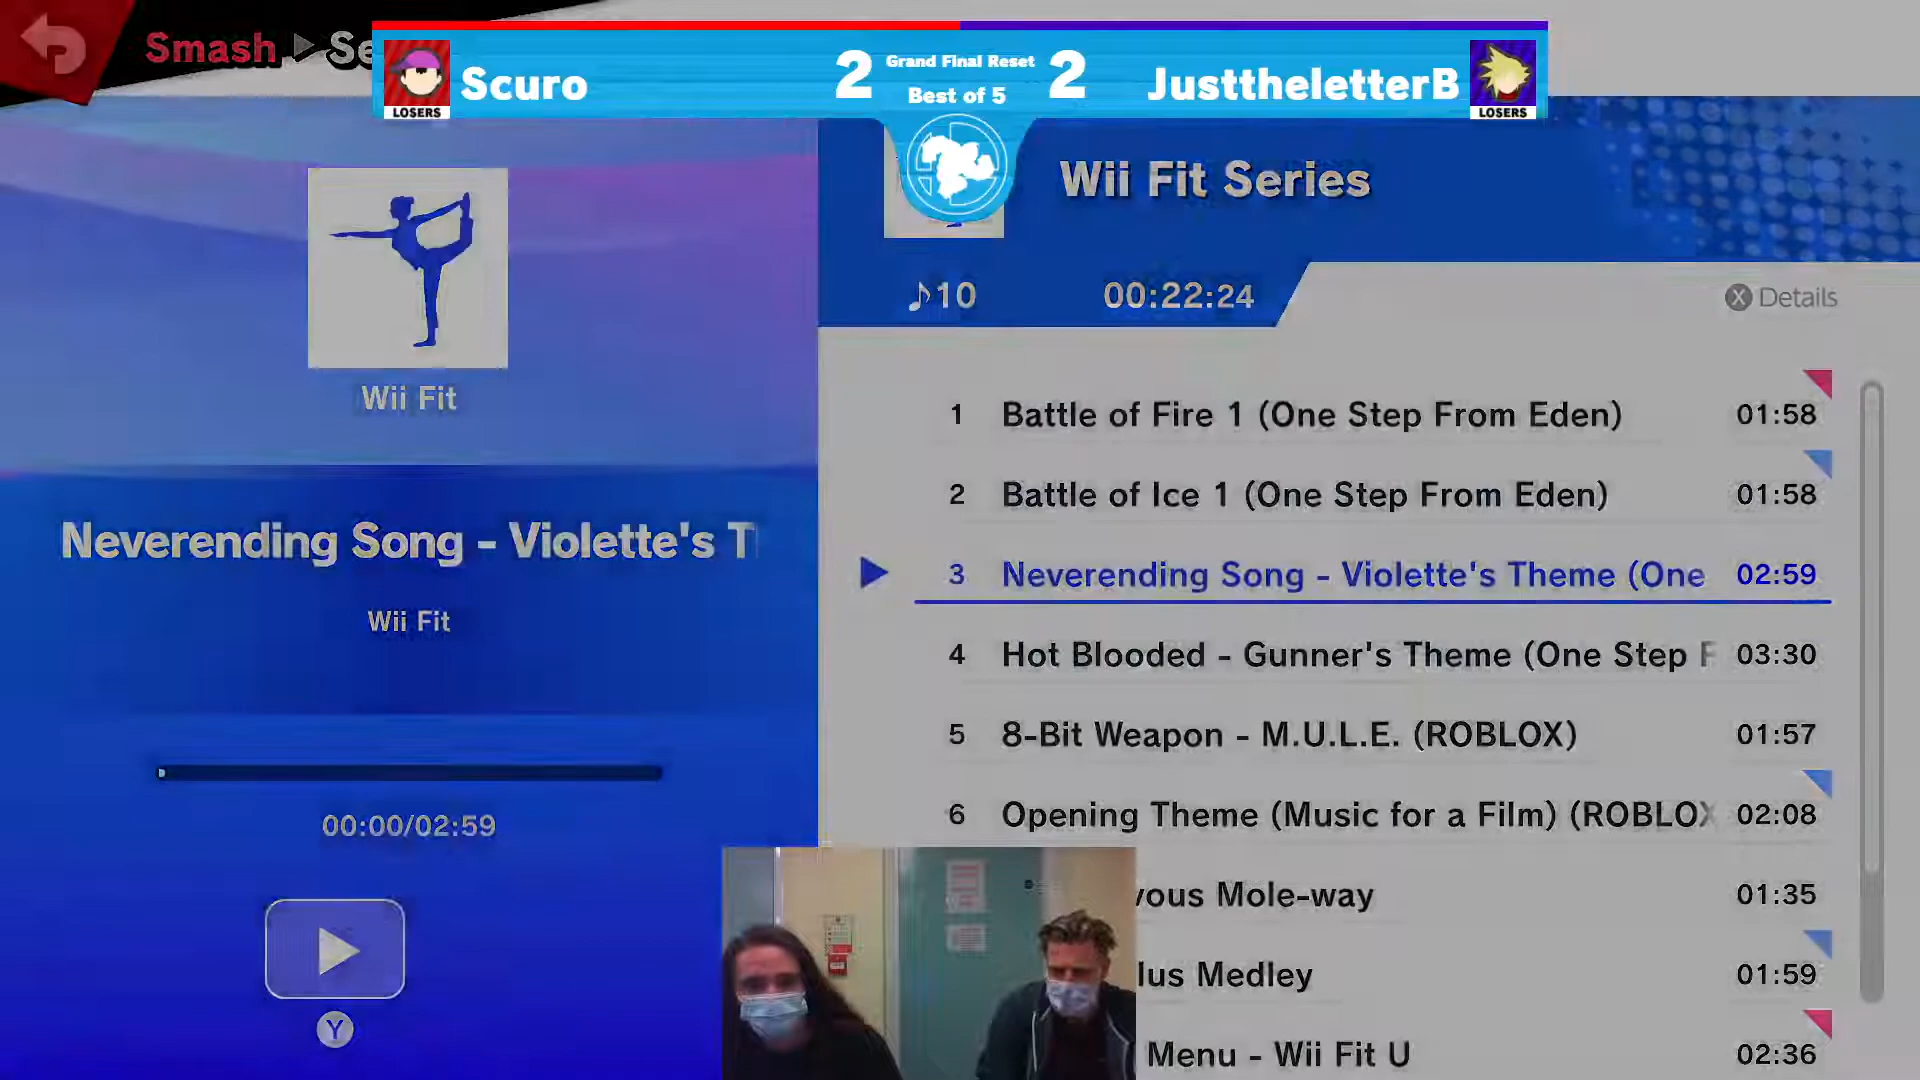 Smash ▶ Se
Scuro
2
Grand Final Reset
Best of 5
2
JusttheletterB
LOSERS
LOSERS
Wii Fit Series
♪10
00:22:24
X Details
Wii Fit
Neverending Song - Violette's T
Wii Fit
00:00/02:59
Y
1 Battle of Fire 1 (One Step From Eden) 01:58
2 Battle of Ice 1 (One Step From Eden) 01:58
3 Neverending Song - Violette's Theme (One 02:59
4 Hot Blooded - Gunner's Theme (One Step F 03:30
5 8-Bit Weapon - M.U.L.E. (ROBLOX) 01:57
6 Opening Theme (Music for a Film) (ROBLOX 02:08
vous Mole-way 01:35
lus Medley 01:59
Menu - Wii Fit U 02:36